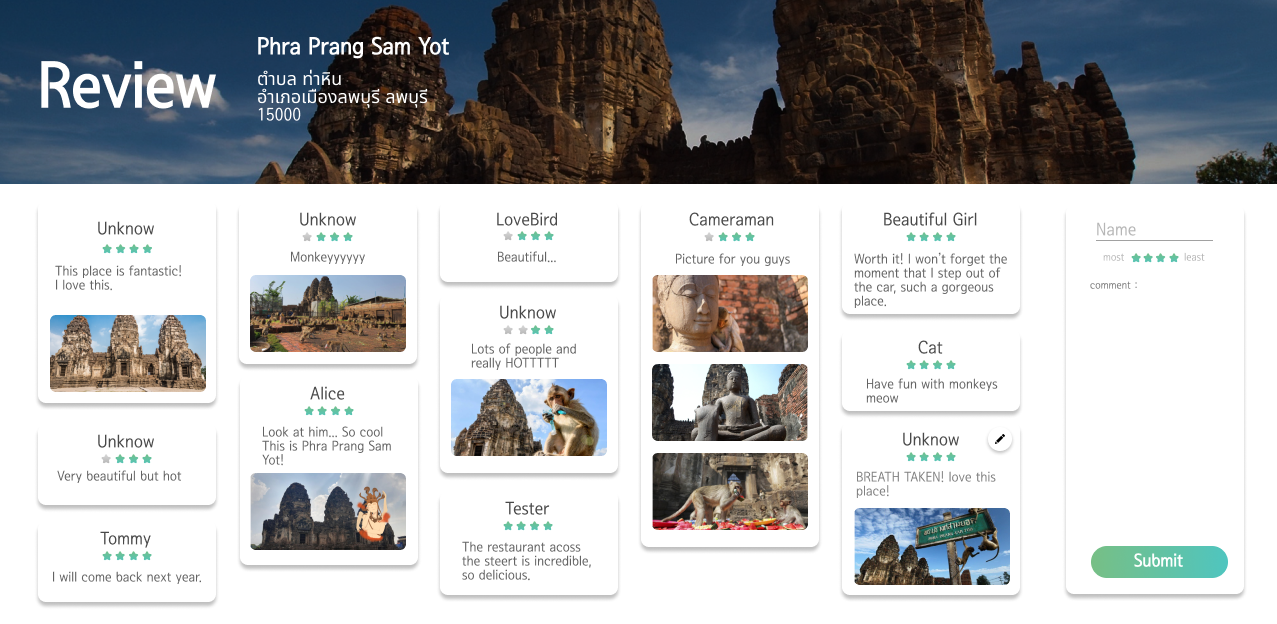 Review
Phra Prang Sam Yot
ตำบล ท่าหิน
อำเภอเมืองลพบุรี ลพบุรี
15000
Unknow
This place is fantastic!
I love this.
Unknow
Very beautiful but hot
Tommy
I will come back next year.
Unknow
Monkeyyyyyy
Alice
Look at him... So cool
This is Phra Prang Sam
Yot!
LoveBird
Beautiful...
Unknow
Lots of people and
really HOTTTTT
Tester
The restaurant acoss
the steert is incredible,
so delicious.
Cameraman
Picture for you guys
Beautiful Girl
Worth it! I won't forget the
moment that I step out of
the car, such a gorgeous
place.
Cat
Have fun with monkeys
meow
Unknow
BREATH TAKEN! love this
place!
Name
most least
comment :
Submit